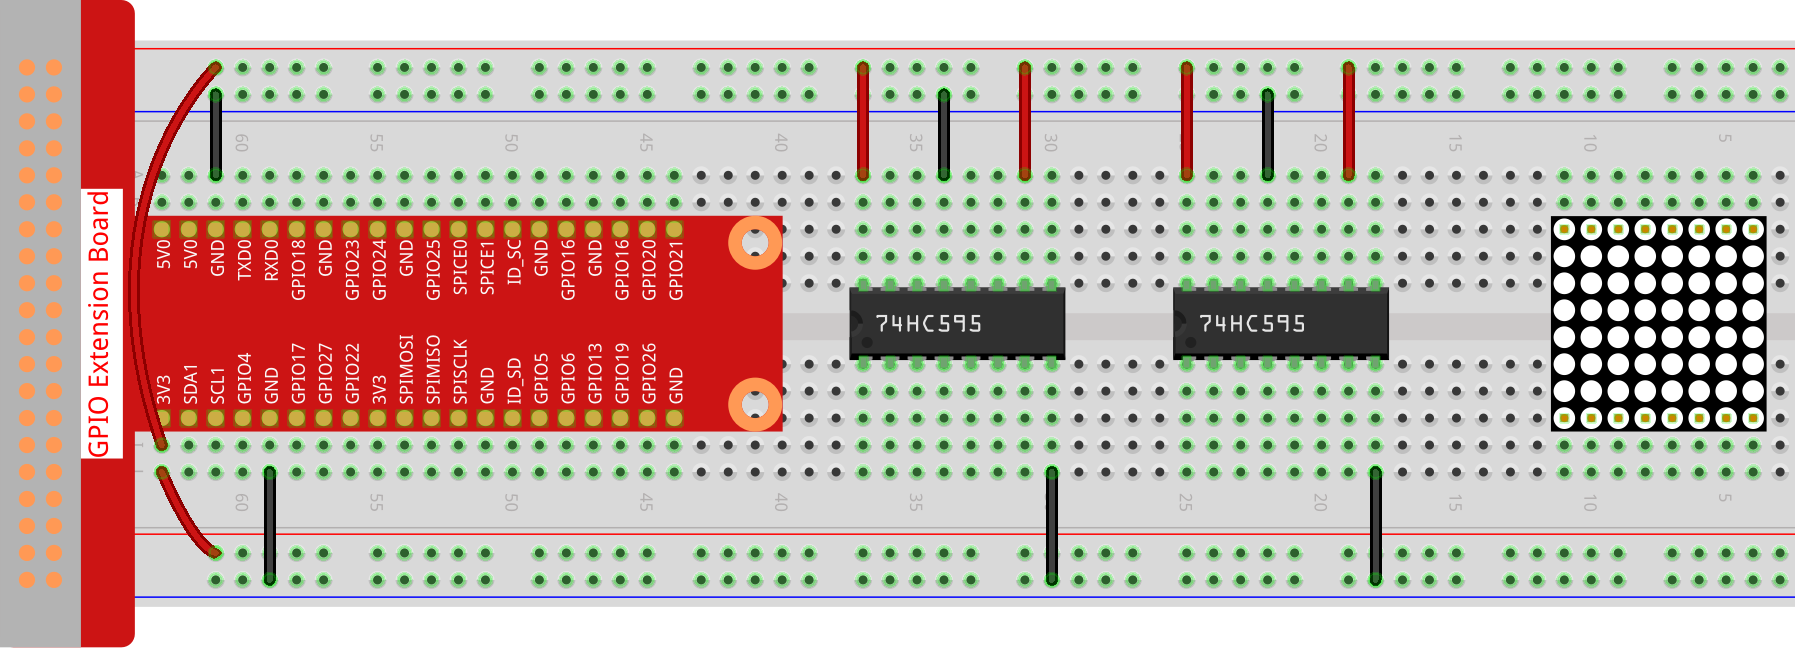 60 55 50 45 40 35 30 25 20 15 10 5
GPIO Extension Board
5V0
5V0
GND
TXD0
RXD0
GPIO18
GND
GPIO23
GPIO24
GND
GPIO25
SPICE0
SPICE1
ID_SC
GND
GPIO16
GND
GPIO16
GPIO20
GPIO21
3V3
SDA1
SCL1
GPIO4
GND
GPIO17
GPIO27
GPIO22
3V3
SPIMOSI
SPIMISO
SPISCLK
GND
ID_SD
GPIO5
GPIO6
GPIO13
GPIO19
GPIO26
GND
74HC595
74HC595
60 55 50 45 40 35 30 25 20 15 10 5